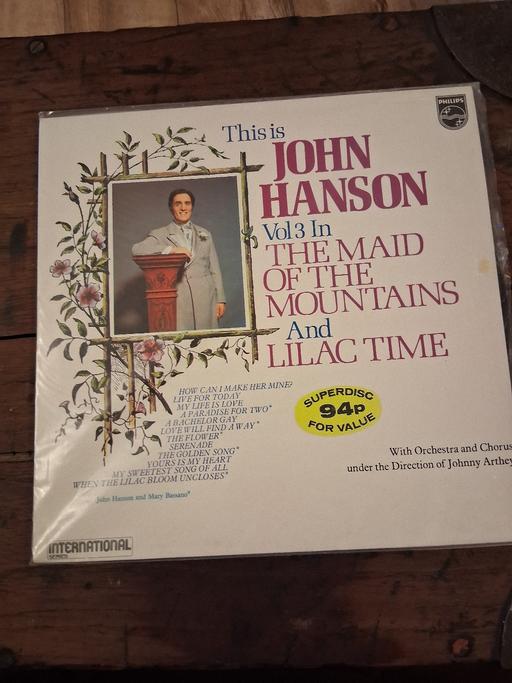 PHILIPS
This is
JOHN
HANSON
Vol 3 In
THE MAID
OF THE
MOUNTAINS
And
LILAC TIME
HOW CAN I MAKE HER MINE?
LIVE FOR TODAY
MY LIFE IS LOVE
A PARADISE FOR TWO*
A BACHELOR GAY
LOVE WILL FIND A WAY*
THE FLOWER*
SERENADE
THE GOLDEN SONG*
YOURS IS MY HEART
MY SWEETEST SONG OF ALL
WHEN THE LILAC BLOOM UNCLOSES*
John Hanson and Mary Bassano*
SUPERDISC
94p
FOR VALUE
With Orchestra and Chorus
under the Direction of Johnny Arthey
INTERNATIONAL
SERIES